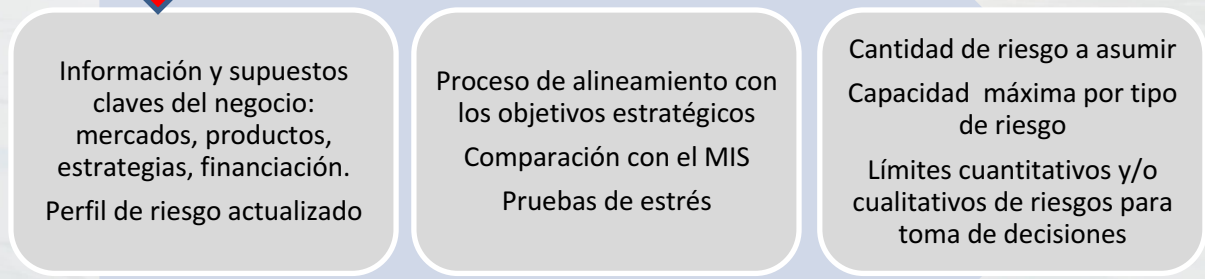 Información y supuestos
claves del negocio:
mercados, productos,
estrategias, financiación.
Perfil de riesgo actualizado
Proceso de alineamiento con
los objetivos estratégicos
Comparación con el MIS
Pruebas de estrés
Cantidad de riesgo a asumir
Capacidad máxima por tipo
de riesgo
Límites cuantitativos y/o
cualitativos de riesgos para
toma de decisiones